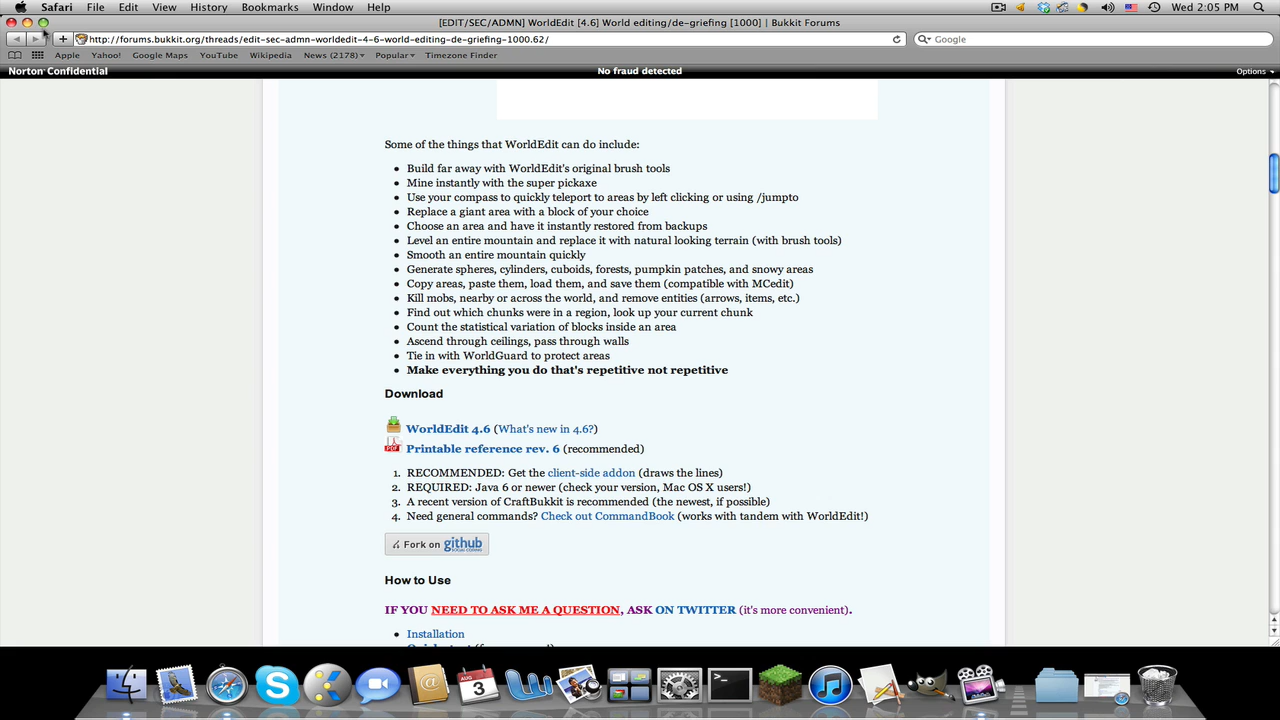 Safari File Edit View History Bookmarks Window Help Wed 2:05 PM
[EDIT/SEC/ADMN] WorldEdit [4.6] World editing/de-griefing [1000] | Bukkit Forums
http://forums.bukkit.org/threads/edit-sec-admn-worldedit-4-6-world-editing-de-griefing-1000.62/ Google
Apple Yahoo! Google Maps YouTube Wikipedia News (2178) Popular Timezone Finder
Norton Confidential No fraud detected Options
Some of the things that WorldEdit can do include:
Build far away with WorldEdit's original brush tools
Mine instantly with the super pickaxe
Use your compass to quickly teleport to areas by left clicking or using /jumpto
Replace a giant area with a block of your choice
Choose an area and have it instantly restored from backups
Level an entire mountain and replace it with natural looking terrain (with brush tools)
Smooth an entire mountain quickly
Generate spheres, cylinders, cuboids, forests, pumpkin patches, and snowy areas
Copy areas, paste them, load them, and save them (compatible with MCedit)
Kill mobs, nearby or across the world, and remove entities (arrows, items, etc.)
Find out which chunks were in a region, look up your current chunk
Count the statistical variation of blocks inside an area
Ascend through ceilings, pass through walls
Tie in with WorldGuard to protect areas
Make everything you do that's repetitive not repetitive
Download
WorldEdit 4.6 (What's new in 4.6?)
PDF Printable reference rev. 6 (recommended)
1. RECOMMENDED: Get the client-side addon (draws the lines)
2. REQUIRED: Java 6 or newer (check your version, Mac OS X users!)
3. A recent version of CraftBukkit is recommended (the newest, if possible)
4. Need general commands? Check out CommandBook (works with tandem with WorldEdit!)
Fork on github
How to Use
IF YOU NEED TO ASK ME A QUESTION, ASK ON TWITTER (it's more convenient).
Installation
AUG
3